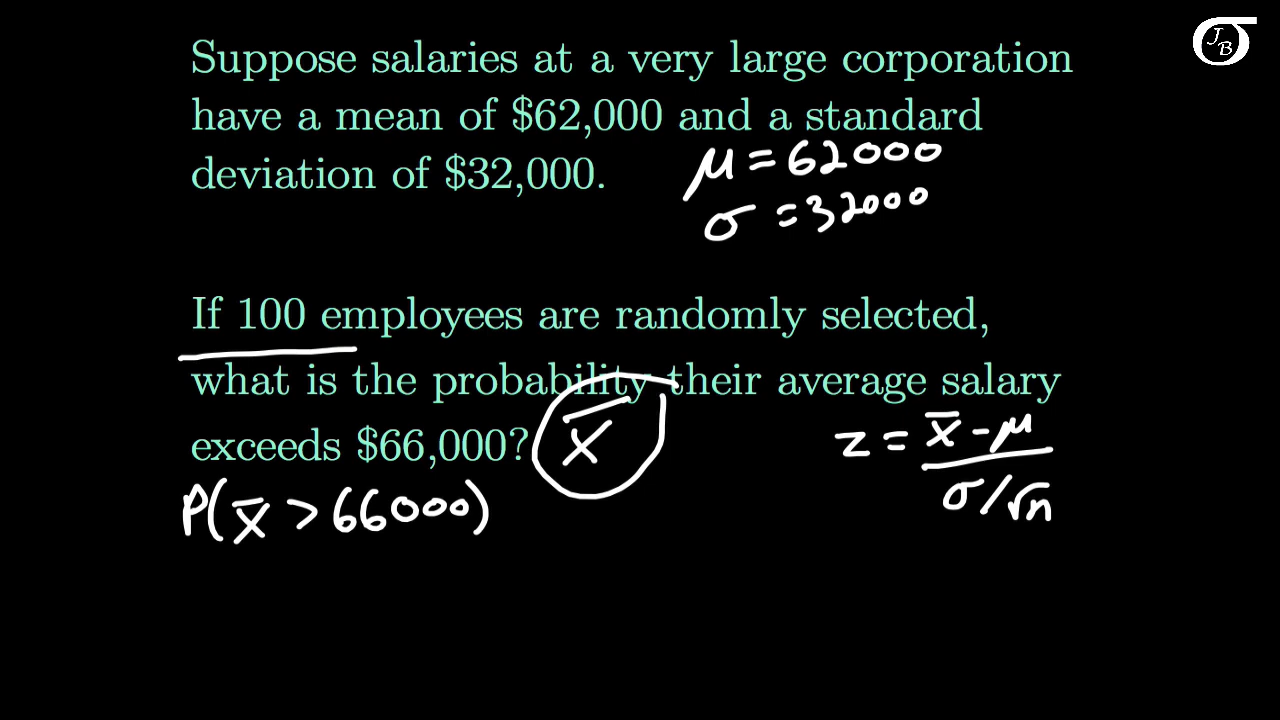 JB
Suppose salaries at a very large corporation
have a mean of $62,000 and a standard
deviation of $32,000.
μ = 62000
σ = 32000
If 100 employees are randomly selected,
what is the probability their average salary
exceeds $66,000?
X̄
z = (X̄ - μ) / (σ/√n)
P(X̄ > 66000)